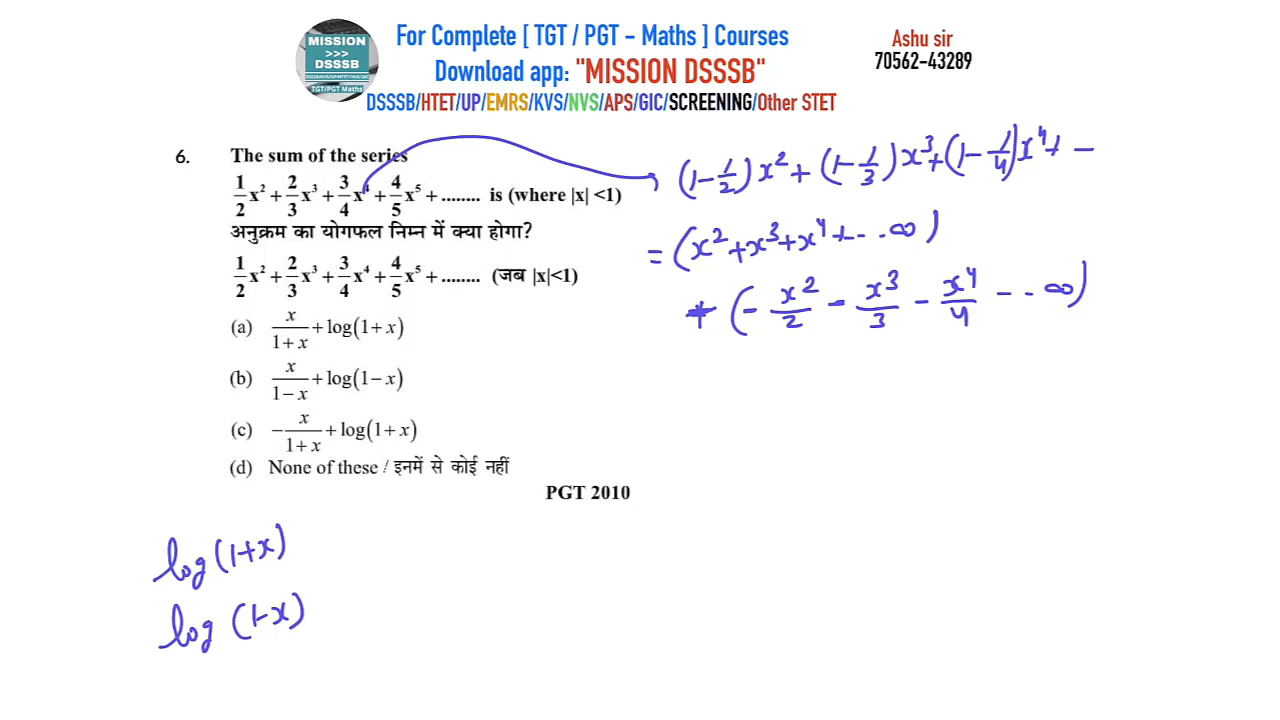 MISSION
>>>
DSSSB
TGT/PGT Maths
For Complete [ TGT / PGT - Maths ] Courses
Download app: "MISSION DSSSB"
DSSSB/HTET/UP/EMRS/KVS/NVS/APS/GIC/SCREENING/Other STET
Ashu sir
70562-43289
6. The sum of the series
1/2 x² + 2/3 x³ + 3/4 x⁴ + 4/5 x⁵ + ........ is (where |x| <1)
अनुक्रम का योगफल निम्न में क्या होगा?
1/2 x² + 2/3 x³ + 3/4 x⁴ + 4/5 x⁵ + ........ (जब |x|<1)
(a) x/(1+x) + log(1+x)
(b) x/(1−x) + log(1−x)
(c) −x/(1+x) + log(1+x)
(d) None of these / इनमें से कोई नहीं
PGT 2010
(1-1/2)x² + (1-1/3)x³ + (1-1/4)x⁴ + -
= (x² + x³ + x⁴ + -..∞)
+ (- x²/2 - x³/3 - x⁴/4 - -..∞)
log(1+x)
log(1-x)